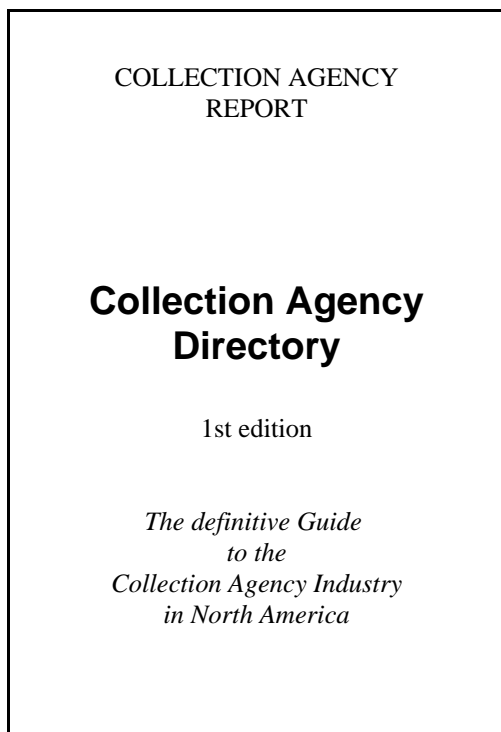 COLLECTION AGENCY
REPORT
Collection Agency
Directory
1st edition
The definitive Guide
to the
Collection Agency Industry
in North America